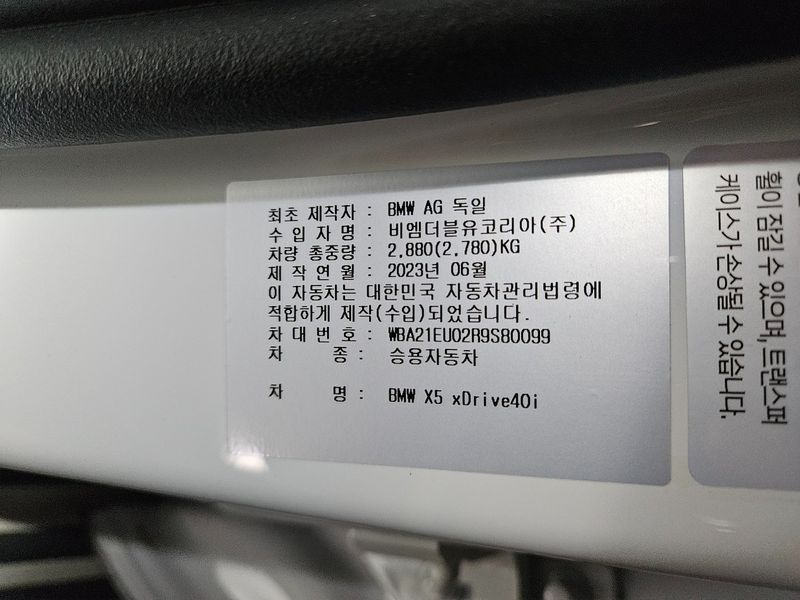 최초 제작자 : BMW AG 독일
수 입 자 명 : 비엠더블유코리아(주)
차량 총중량 : 2,880(2,780)KG
제 작 연 월 : 2023년 06월
이 자동차는 대한민국 자동차관리법령에
적합하게 제작(수입)되었습니다.
차 대 번 호 : WBA21EU02R9S80099
차 종 : 승용자동차
차 명 : BMW X5 xDrive40i
휠이 잠길 수 있으며, 트랜스퍼
케이스가 손상될 수 있습니다.